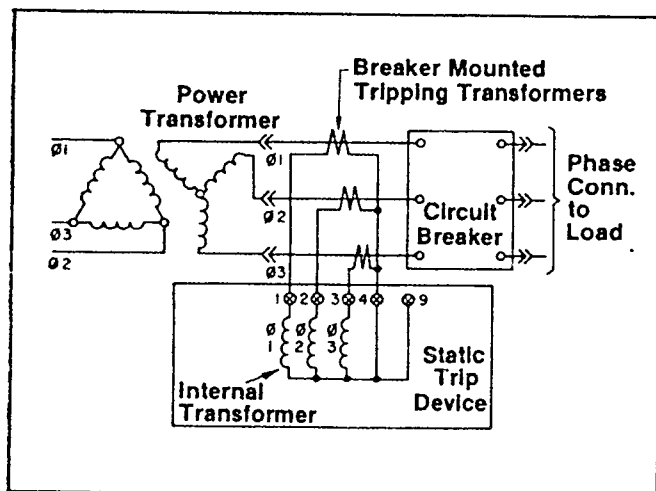 Breaker Mounted
Tripping Transformers
Power
Transformer
Ø1
Ø3
Ø2
Ø1
Ø2
Ø3
Circuit
Breaker
Phase
Conn.
to
Load
1 2 3 4 9
Ø 1
Ø 2
Ø 3
Internal
Transformer
Static
Trip
Device